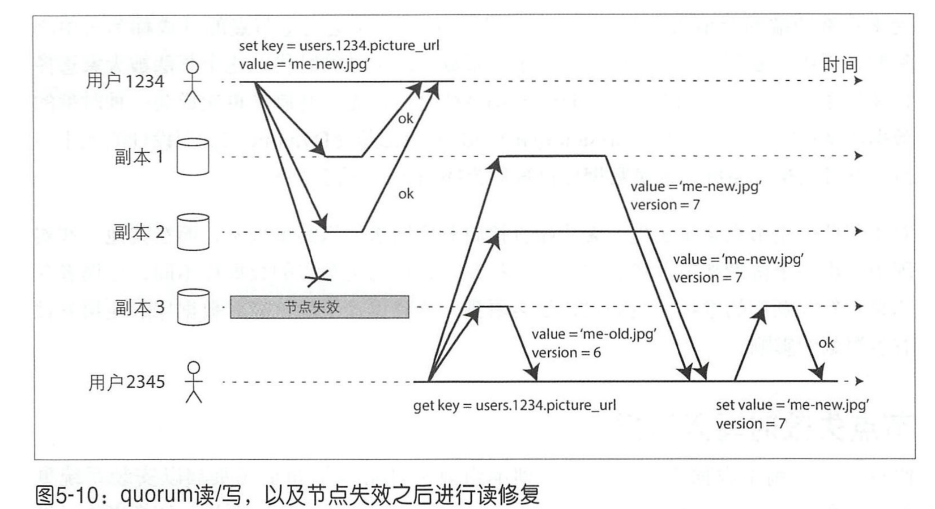 set key = users.1234.picture_url
value = 'me-new.jpg'
用户1234
时间
ok
副本 1
ok
value = 'me-new.jpg'
version = 7
副本 2
value = 'me-new.jpg'
version = 7
副本 3
节点失效
value = 'me-old.jpg'
version = 6
ok
用户2345
get key = users.1234.picture_url
set value = 'me-new.jpg'
version = 7
图5-10：quorum读/写，以及节点失效之后进行读修复